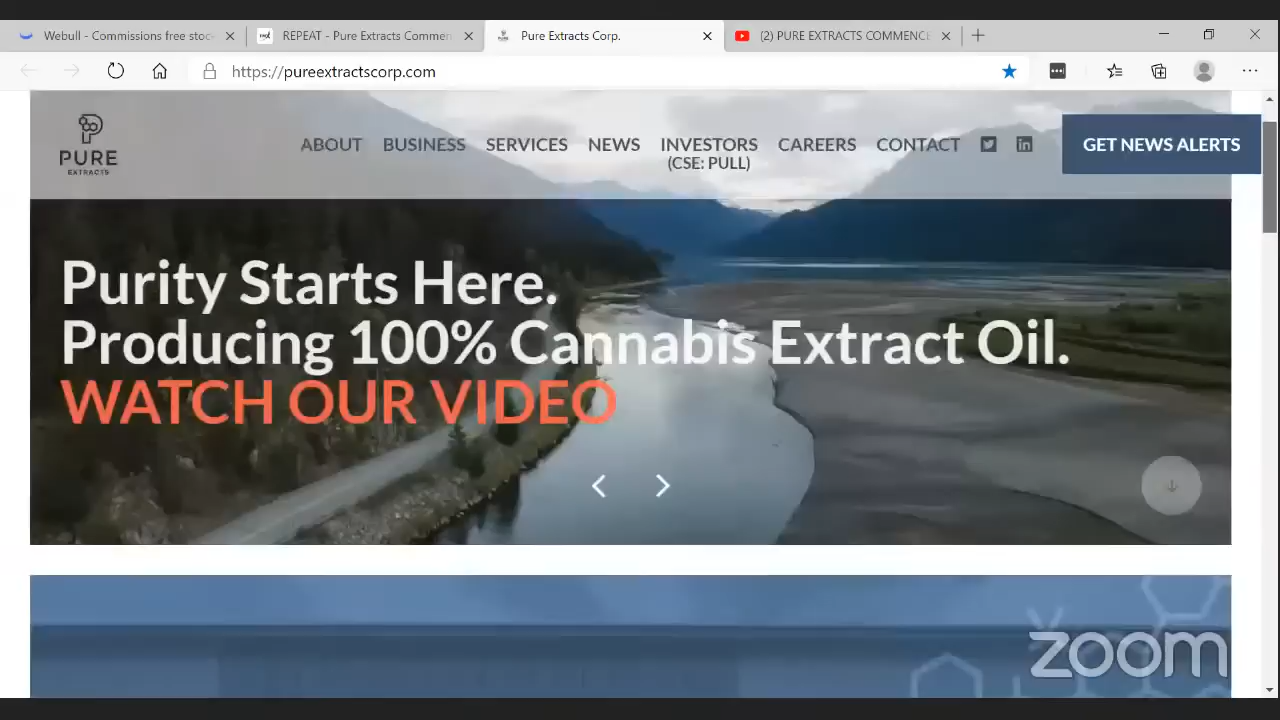 Webull - Commissions free stoc
REPEAT - Pure Extracts Commen
Pure Extracts Corp.
(2) PURE EXTRACTS COMMENCE
https://pureextractscorp.com
PURE
EXTRACTS
ABOUT
BUSINESS
SERVICES
NEWS
INVESTORS
(CSE: PULL)
CAREERS
CONTACT
GET NEWS ALERTS
Purity Starts Here.
Producing 100% Cannabis Extract Oil.
WATCH OUR VIDEO
zoom